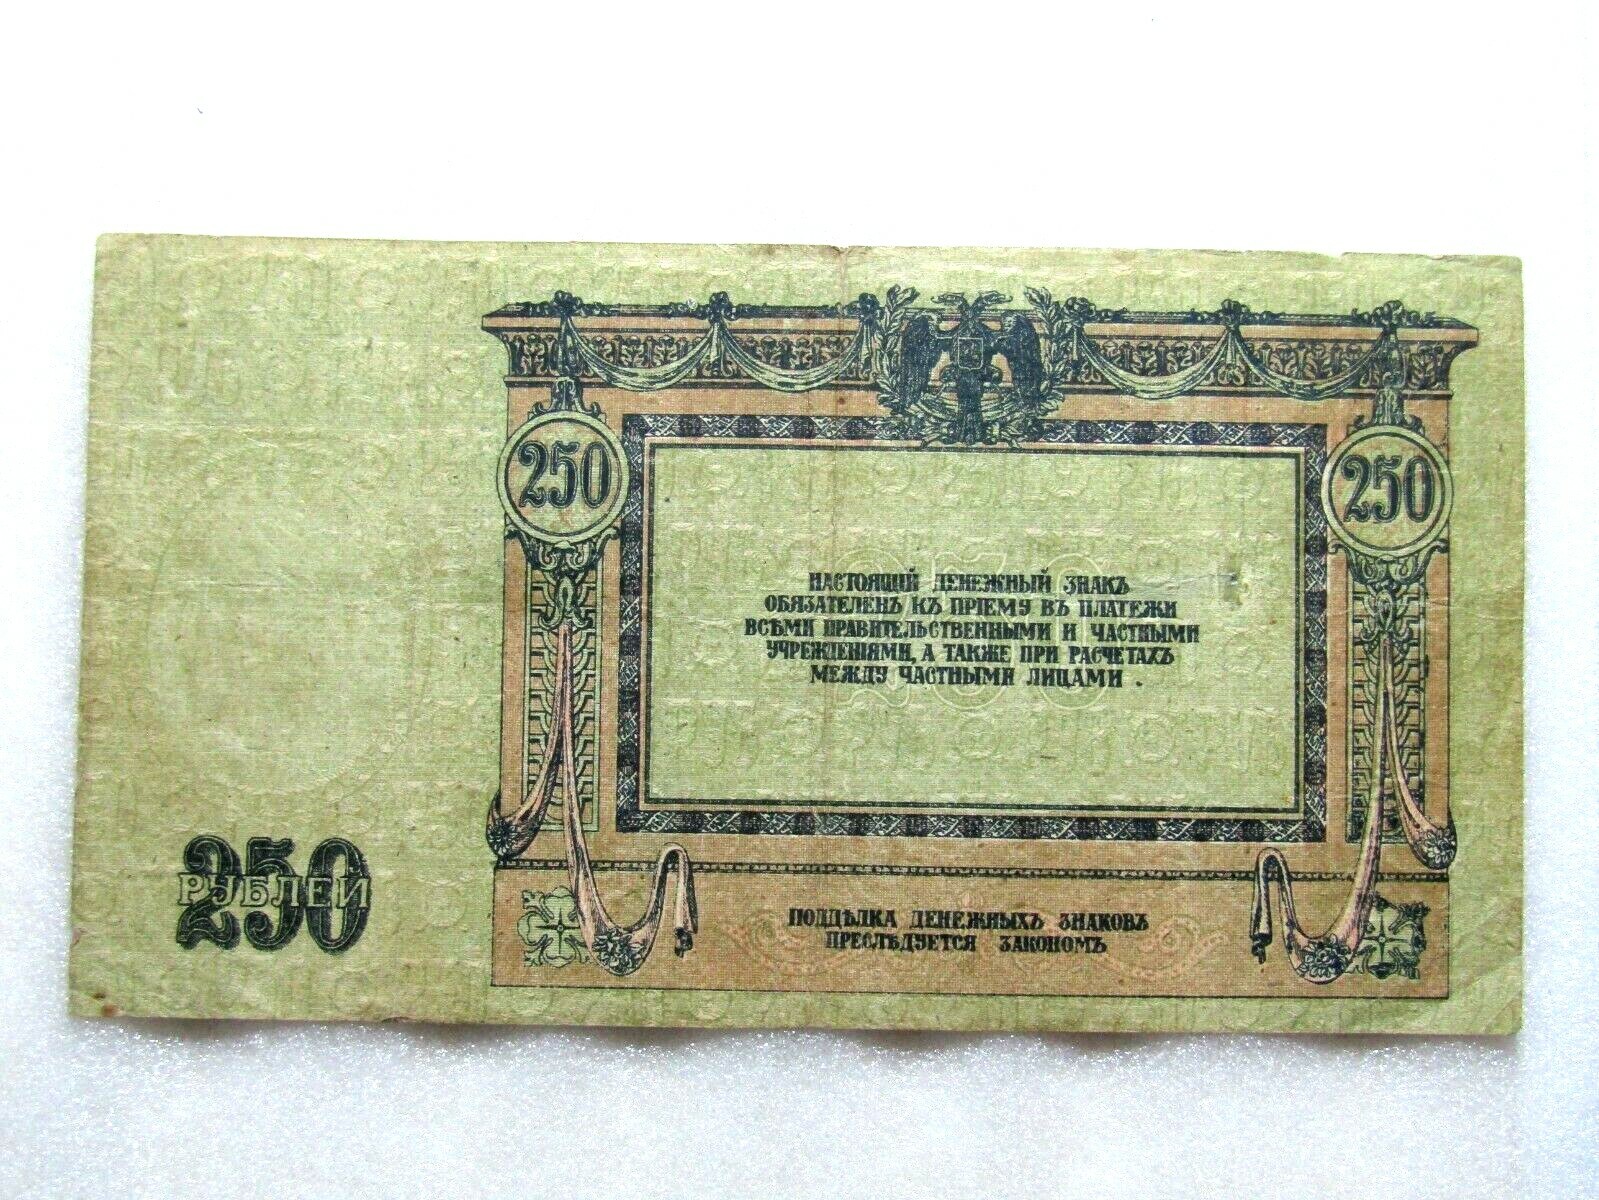 250
250
НАСТОЯЩІЙ ДЕНЕЖНЫЙ ЗНАКЪ
ОБЯЗАТЕЛЕНЪ КЪ ПРІЕМУ ВЪ ПЛАТЕЖИ
ВСѢМИ ПРАВИТЕЛЬСТВЕННЫМИ И ЧАСТНЫМИ
УЧРЕЖДЕНІЯМИ, А ТАКЖЕ ПРИ РАСЧЕТАХЪ
МЕЖДУ ЧАСТНЫМИ ЛИЦАМИ.
250
250
РУБЛЕЙ
ПОДДѢЛКА ДЕНЕЖНЫХЪ ЗНАКОВЪ
ПРЕСЛѢДУЕТСЯ ЗАКОНОМЪ